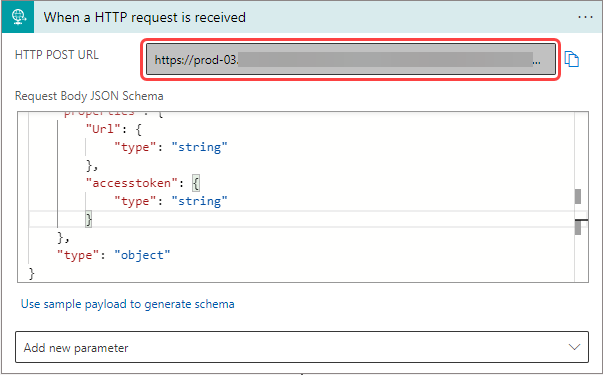 When a HTTP request is received
...
HTTP POST URL
https://prod-03. ...
Request Body JSON Schema
"properties": {
"Url": {
"type": "string"
},
"accesstoken": {
"type": "string"
}
},
"type": "object"
}
Use sample payload to generate schema
Add new parameter